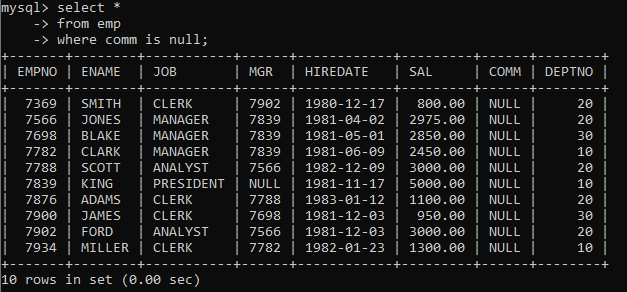 mysql> select *
    -> from emp
    -> where comm is null;
+-------+--------+-----------+------+------------+---------+------+--------+
| EMPNO | ENAME  | JOB       | MGR  | HIREDATE   | SAL     | COMM | DEPTNO |
+-------+--------+-----------+------+------------+---------+------+--------+
|  7369 | SMITH  | CLERK     | 7902 | 1980-12-17 |  800.00 | NULL |     20 |
|  7566 | JONES  | MANAGER   | 7839 | 1981-04-02 | 2975.00 | NULL |     20 |
|  7698 | BLAKE  | MANAGER   | 7839 | 1981-05-01 | 2850.00 | NULL |     30 |
|  7782 | CLARK  | MANAGER   | 7839 | 1981-06-09 | 2450.00 | NULL |     10 |
|  7788 | SCOTT  | ANALYST   | 7566 | 1982-12-09 | 3000.00 | NULL |     20 |
|  7839 | KING   | PRESIDENT | NULL | 1981-11-17 | 5000.00 | NULL |     10 |
|  7876 | ADAMS  | CLERK     | 7788 | 1983-01-12 | 1100.00 | NULL |     20 |
|  7900 | JAMES  | CLERK     | 7698 | 1981-12-03 |  950.00 | NULL |     30 |
|  7902 | FORD   | ANALYST   | 7566 | 1981-12-03 | 3000.00 | NULL |     20 |
|  7934 | MILLER | CLERK     | 7782 | 1982-01-23 | 1300.00 | NULL |     10 |
+-------+--------+-----------+------+------------+---------+------+--------+
10 rows in set (0.00 sec)